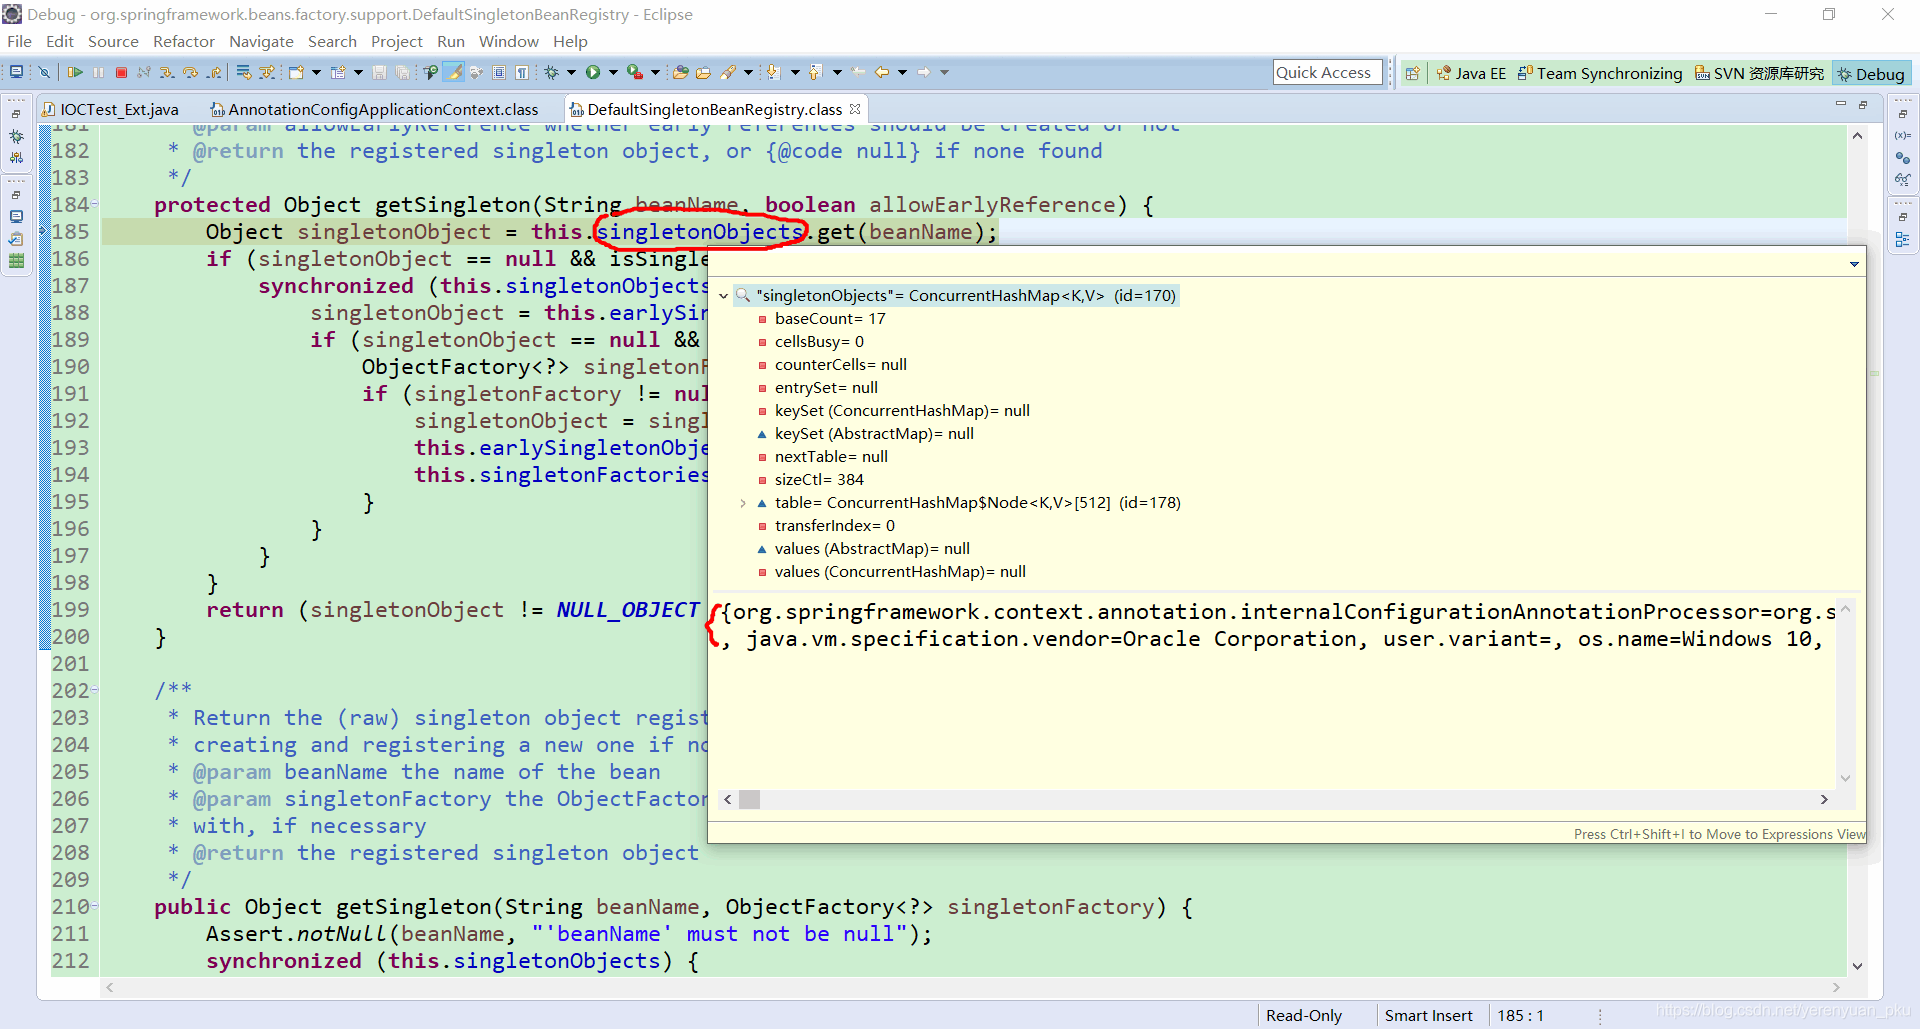 Debug - org.springframework.beans.factory.support.DefaultSingletonBeanRegistry - Eclipse
File Edit Source Refactor Navigate Search Project Run Window Help
Quick Access Java EE Team Synchronizing SVN 资源库研究 Debug
IOCTest_Ext.java AnnotationConfigApplicationContext.class DefaultSingletonBeanRegistry.class
181 * @param allowEarlyReference whether early references should be created or not
182 * @return the registered singleton object, or {@code null} if none found
183 */
184 protected Object getSingleton(String beanName, boolean allowEarlyReference) {
185 Object singletonObject = this.singletonObjects.get(beanName);
186 if (singletonObject == null && isSingle
187 synchronized (this.singletonObjects
188 singletonObject = this.earlySin
189 if (singletonObject == null &&
190 ObjectFactory<?> singletonF
191 if (singletonFactory != nul
192 singletonObject = singl
193 this.earlySingletonObje
194 this.singletonFactories
195 }
196 }
197 }
198 }
199 return (singletonObject != NULL_OBJECT
200 }
201
202 /**
203 * Return the (raw) singleton object regist
204 * creating and registering a new one if no
205 * @param beanName the name of the bean
206 * @param singletonFactory the ObjectFactor
207 * with, if necessary
208 * @return the registered singleton object
209 */
210 public Object getSingleton(String beanName, ObjectFactory<?> singletonFactory) {
211 Assert.notNull(beanName, "'beanName' must not be null");
212 synchronized (this.singletonObjects) {
"singletonObjects"= ConcurrentHashMap<K,V> (id=170)
baseCount= 17
cellsBusy= 0
counterCells= null
entrySet= null
keySet (ConcurrentHashMap)= null
keySet (AbstractMap)= null
nextTable= null
sizeCtl= 384
table= ConcurrentHashMap$Node<K,V>[512] (id=178)
transferIndex= 0
values (AbstractMap)= null
values (ConcurrentHashMap)= null
{org.springframework.context.annotation.internalConfigurationAnnotationProcessor=org.s
, java.vm.specification.vendor=Oracle Corporation, user.variant=, os.name=Windows 10,
Press Ctrl+Shift+I to Move to Expressions View
Read-Only Smart Insert 185 : 1
https://blog.csdn.net/yerenyuan_pku